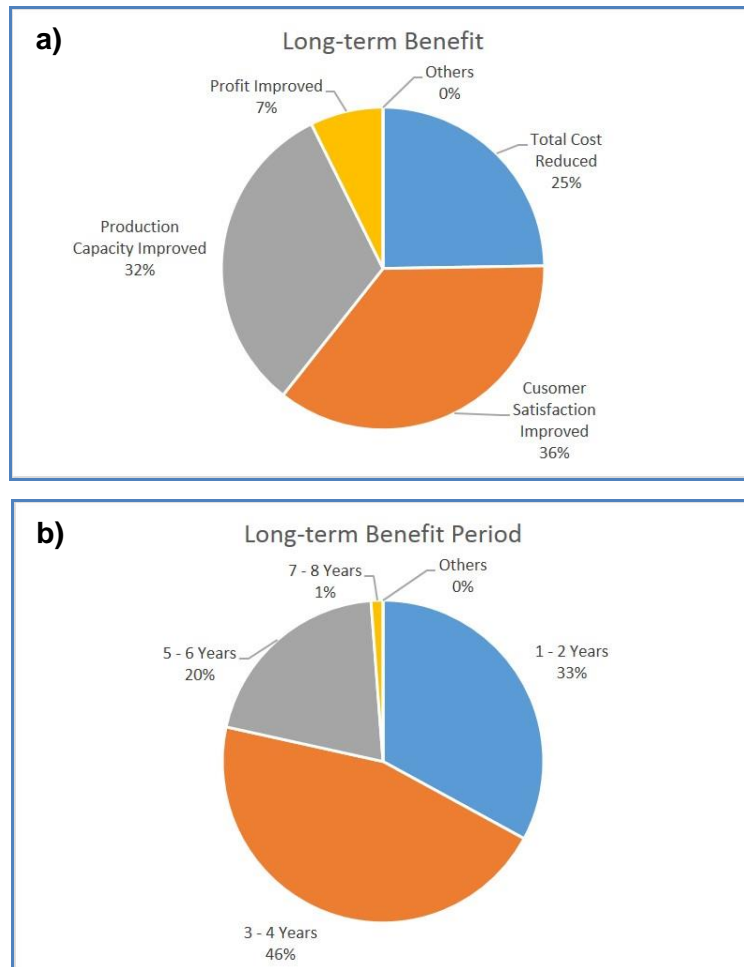 a)
Long-term Benefit
Others
0%
Profit Improved
7%
Total Cost
Reduced
25%
Production
Capacity Improved
32%
Cusomer
Satisfaction
Improved
36%
b)
Long-term Benefit Period
7 - 8 Years
1%
Others
0%
5 - 6 Years
20%
1 - 2 Years
33%
3 - 4 Years
46%